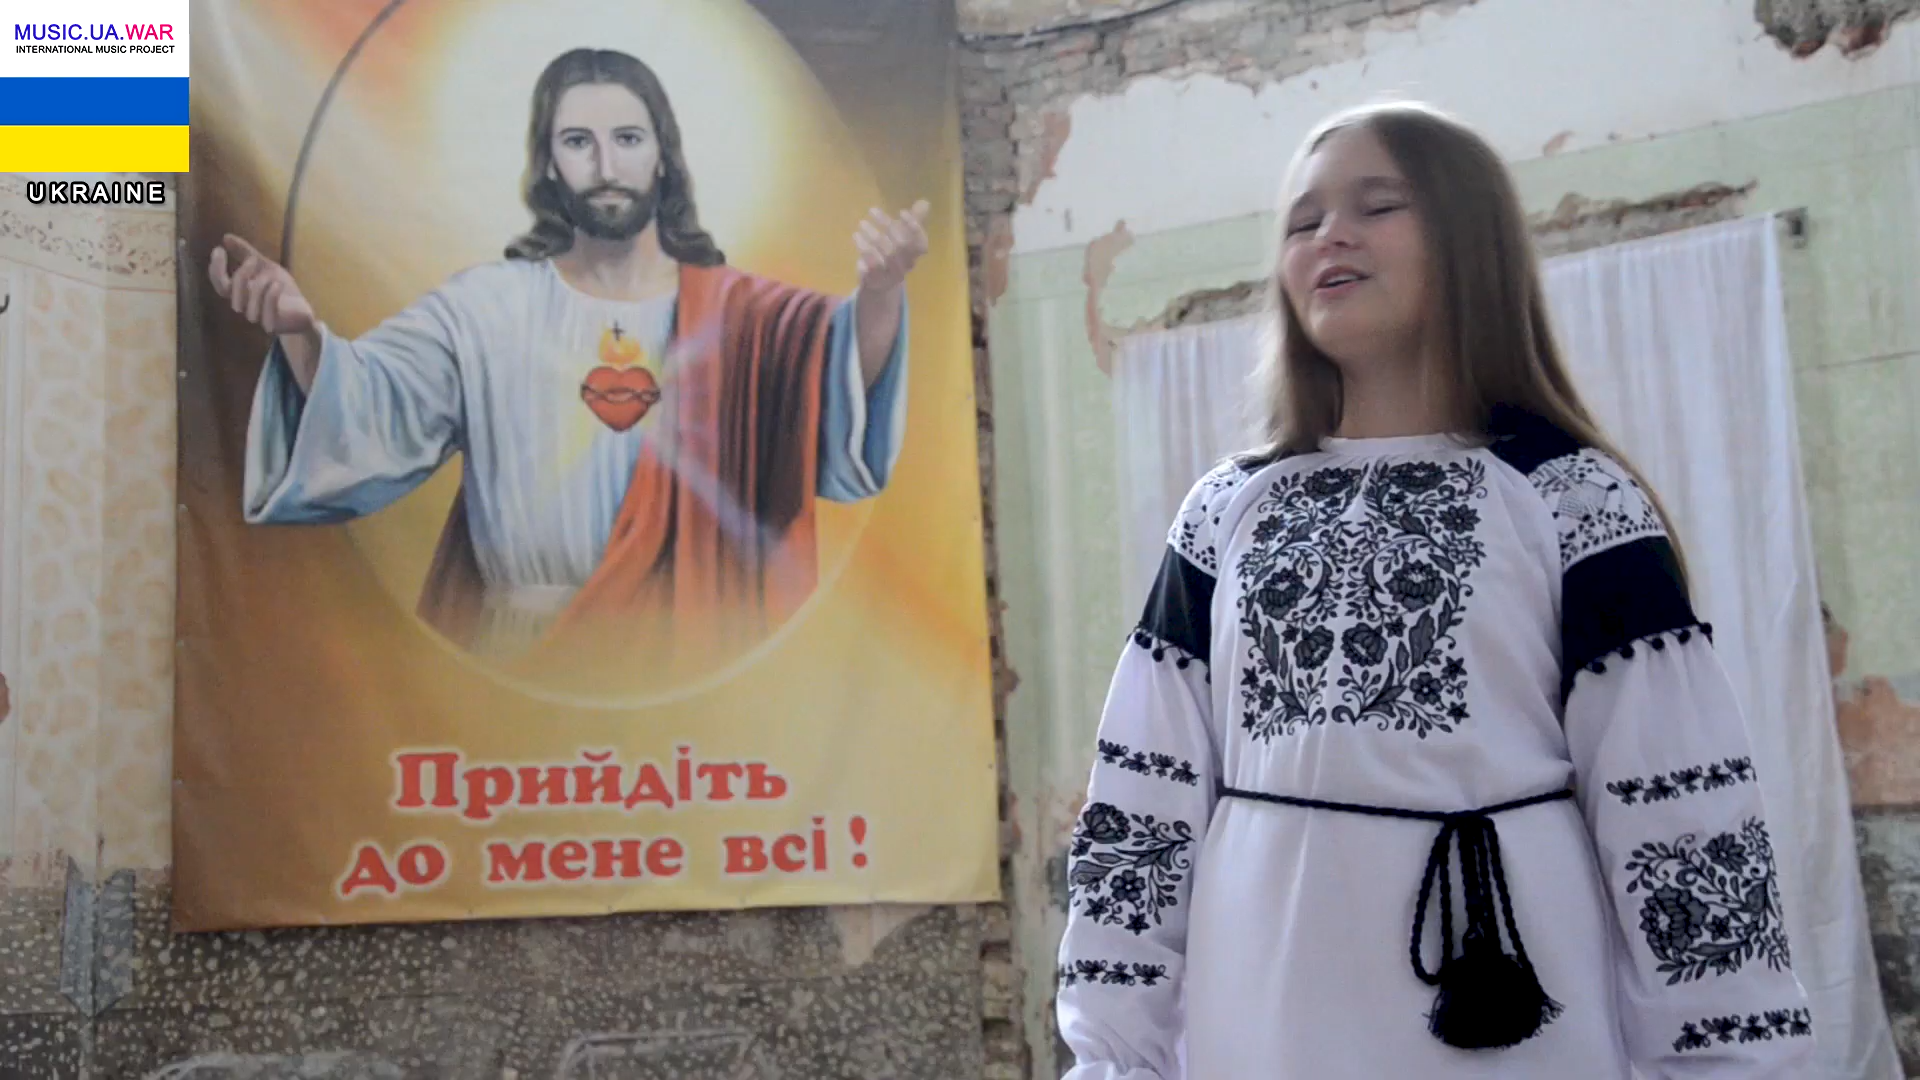 MUSIC.UA.WAR
INTERNATIONAL MUSIC PROJECT
UKRAINE
Прийдіть
до мене всі !